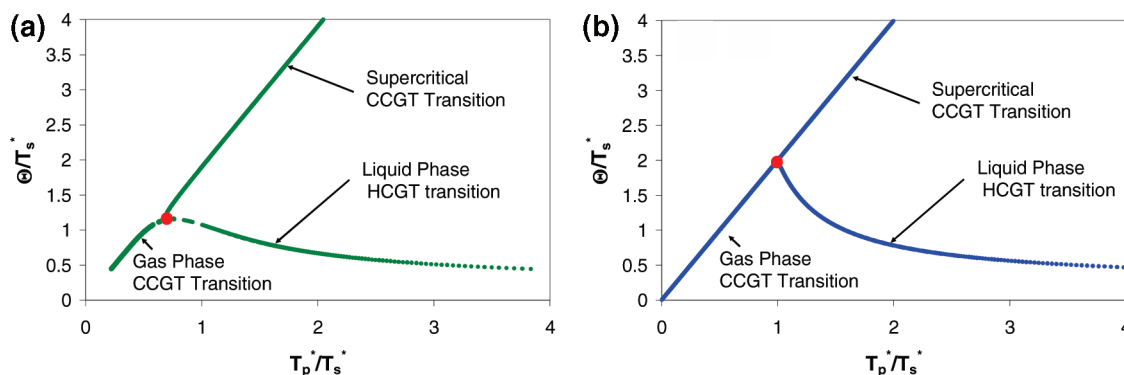 (a)
4
3.5
3
2.5
2
1.5
1
0.5
0
Θ/Ts*
Supercritical
CCGT Transition
Liquid Phase
HCGT transition
Gas Phase
CCGT Transition
0 1 2 3 4
Tp*/Ts*
(b)
4
3.5
3
2.5
2
1.5
1
0.5
0
Θ/Ts*
Supercritical
CCGT Transition
Liquid Phase
HCGT transition
Gas Phase
CCGT Transition
0 1 2 3 4
Tp*/Ts*